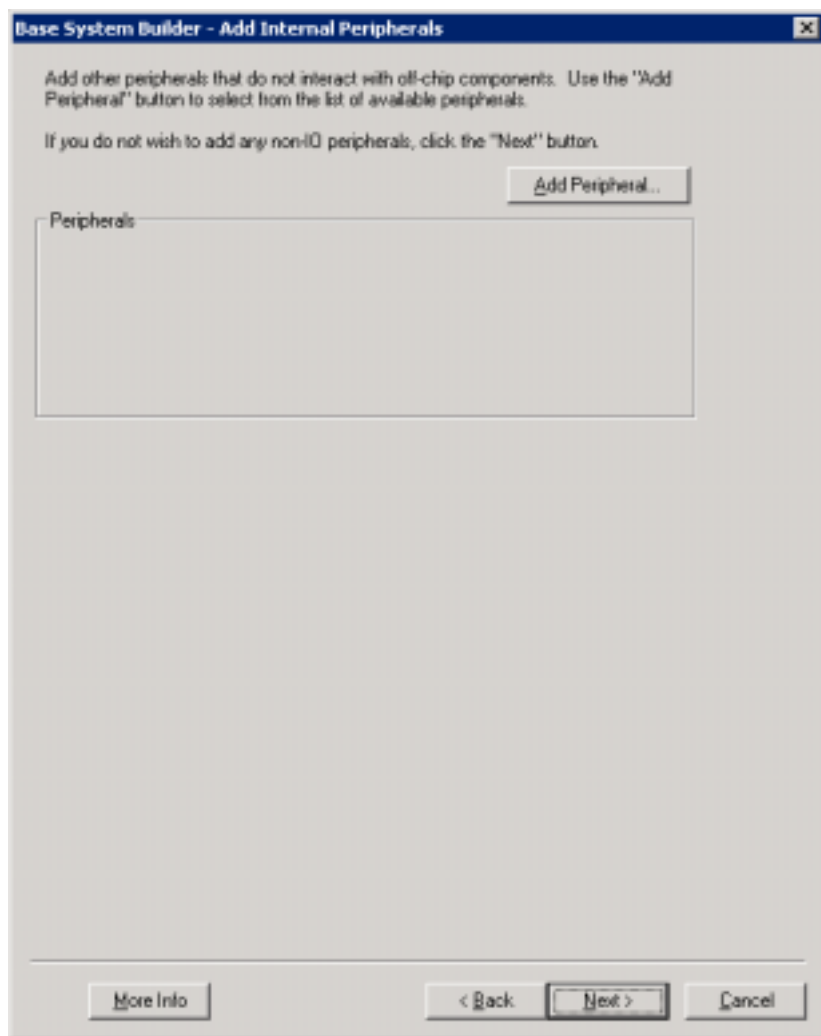 Base System Builder - Add Internal Peripherals
Add other peripherals that do not interact with off-chip components. Use the "Add
Peripheral" button to select from the list of available peripherals.
If you do not wish to add any non-IO peripherals, click the "Next" button.
Add Peripheral...
Peripherals
More Info
< Back
Next >
Cancel